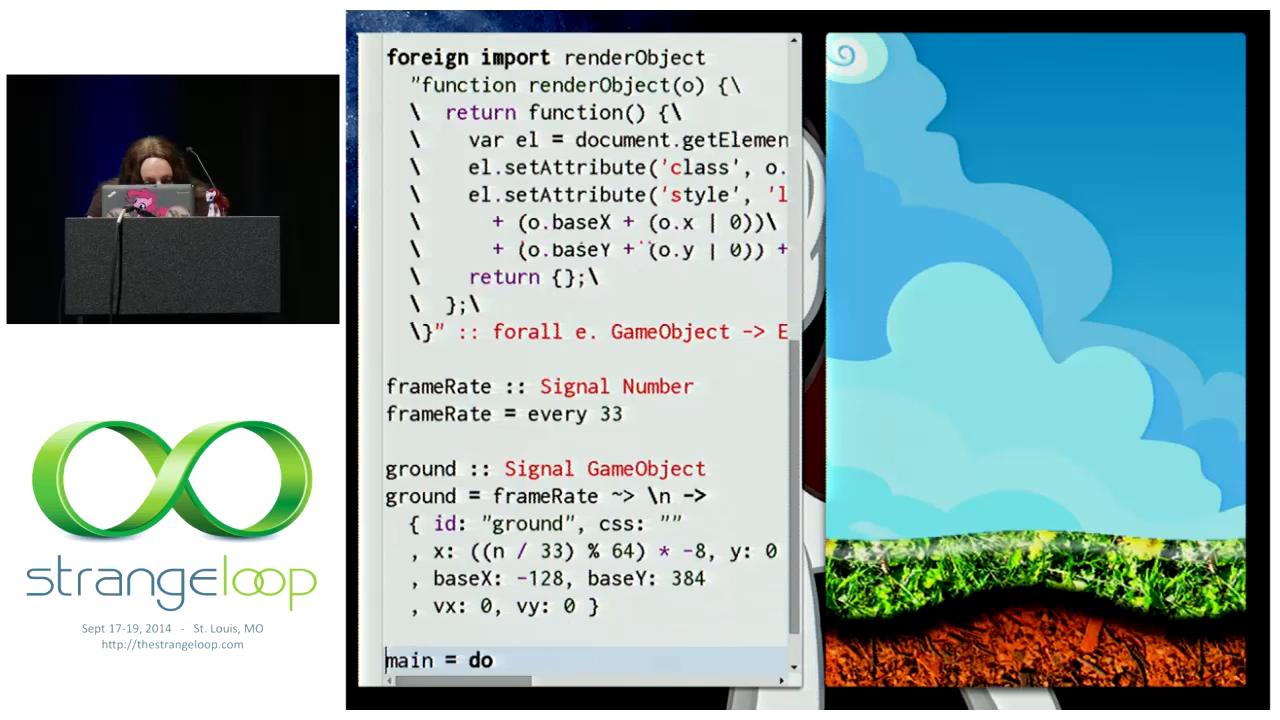 foreign import renderObject
"function renderObject(o) {\
\ return function() {\
\ var el = document.getElemen
\ el.setAttribute('class', o.
\ el.setAttribute('style', 'l
\ + (o.baseX + (o.x | 0))\
\ + (o.baseY + (o.y | 0)) +
\ return {};\
\ };\
\}" :: forall e. GameObject -> E
frameRate :: Signal Number
frameRate = every 33
ground :: Signal GameObject
ground = frameRate ~> \n ->
{ id: "ground", css: ""
, x: ((n / 33) % 64) * -8, y: 0
, baseX: -128, baseY: 384
, vx: 0, vy: 0 }
main = do
strangeloop
Sept 17-19, 2014 - St. Louis, MO
http://thestrangeloop.com